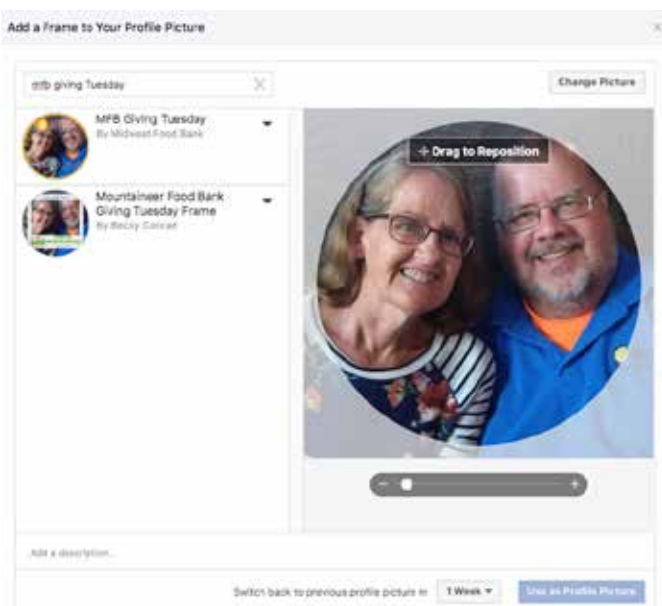 Add a Frame to Your Profile Picture
mfb giving Tuesday
Change Picture
MFB Giving Tuesday
By Midwest Food Bank
Mountaineer Food Bank
Giving Tuesday Frame
By Becky Conrad
Drag to Reposition
Add a description...
Switch back to previous profile picture in
1 Week
Use as Profile Picture